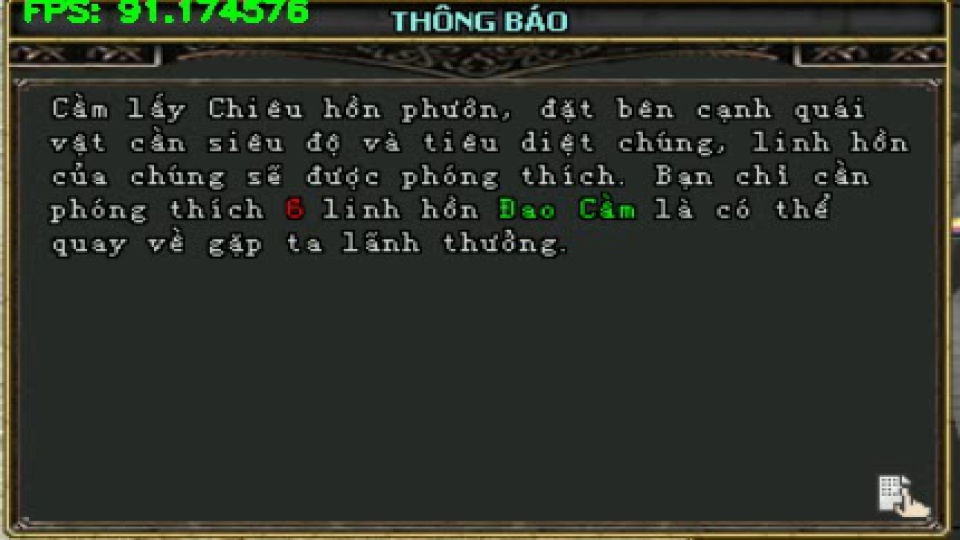 FPS: 91.174576
THÔNG BÁO
Cầm lấy Chiêu hồn phướn, đặt bên cạnh quái
vật cần siêu độ và tiêu diệt chúng, linh hồn
của chúng sẽ được phóng thích. Bạn chỉ cần
phóng thích 6 linh hồn Đao Cầm là có thể
quay về gặp ta lãnh thưởng.